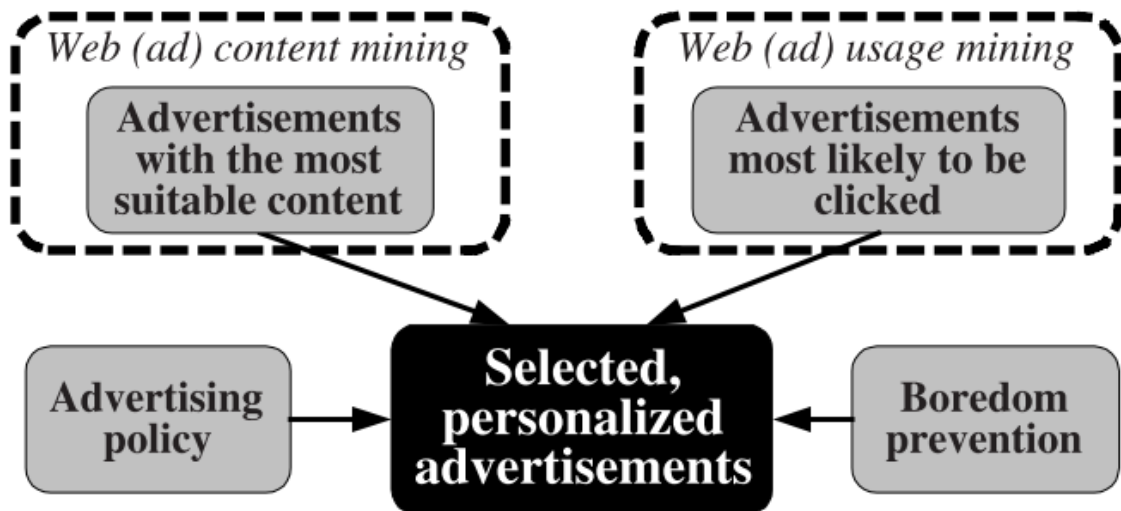 Web (ad) content mining
Advertisements
with the most
suitable content
Web (ad) usage mining
Advertisements
most likely to be
clicked
Advertising
policy
Selected,
personalized
advertisements
Boredom
prevention